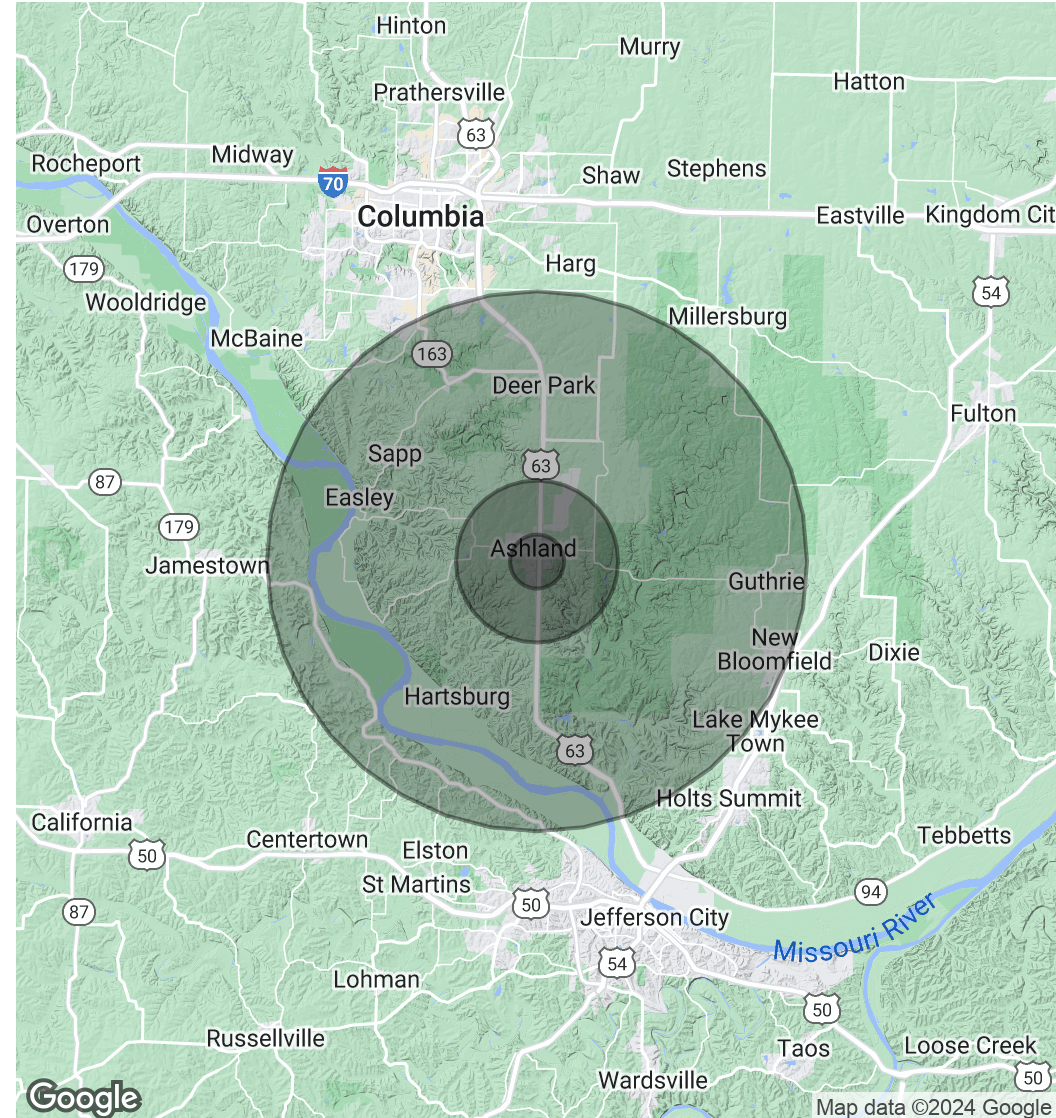 Hinton
Murry
Hatton
Prathersville
63
Rocheport
Midway
70
Shaw
Stephens
Columbia
Overton
Eastville
Kingdom Cit
179
Harg
54
Wooldridge
Millersburg
McBaine
163
Deer Park
Fulton
Sapp
63
87
Easley
179
Ashland
Jamestown
Guthrie
New
Bloomfield
Dixie
Hartsburg
Lake Mykee
Town
63
Holts Summit
California
Centertown
Tebbetts
50
Elston
St Martins
94
87
50
Jefferson City
Missouri River
54
Lohman
50
Russellville
Taos
Loose Creek
50
Wardsville
Google
Map data ©2024 Google